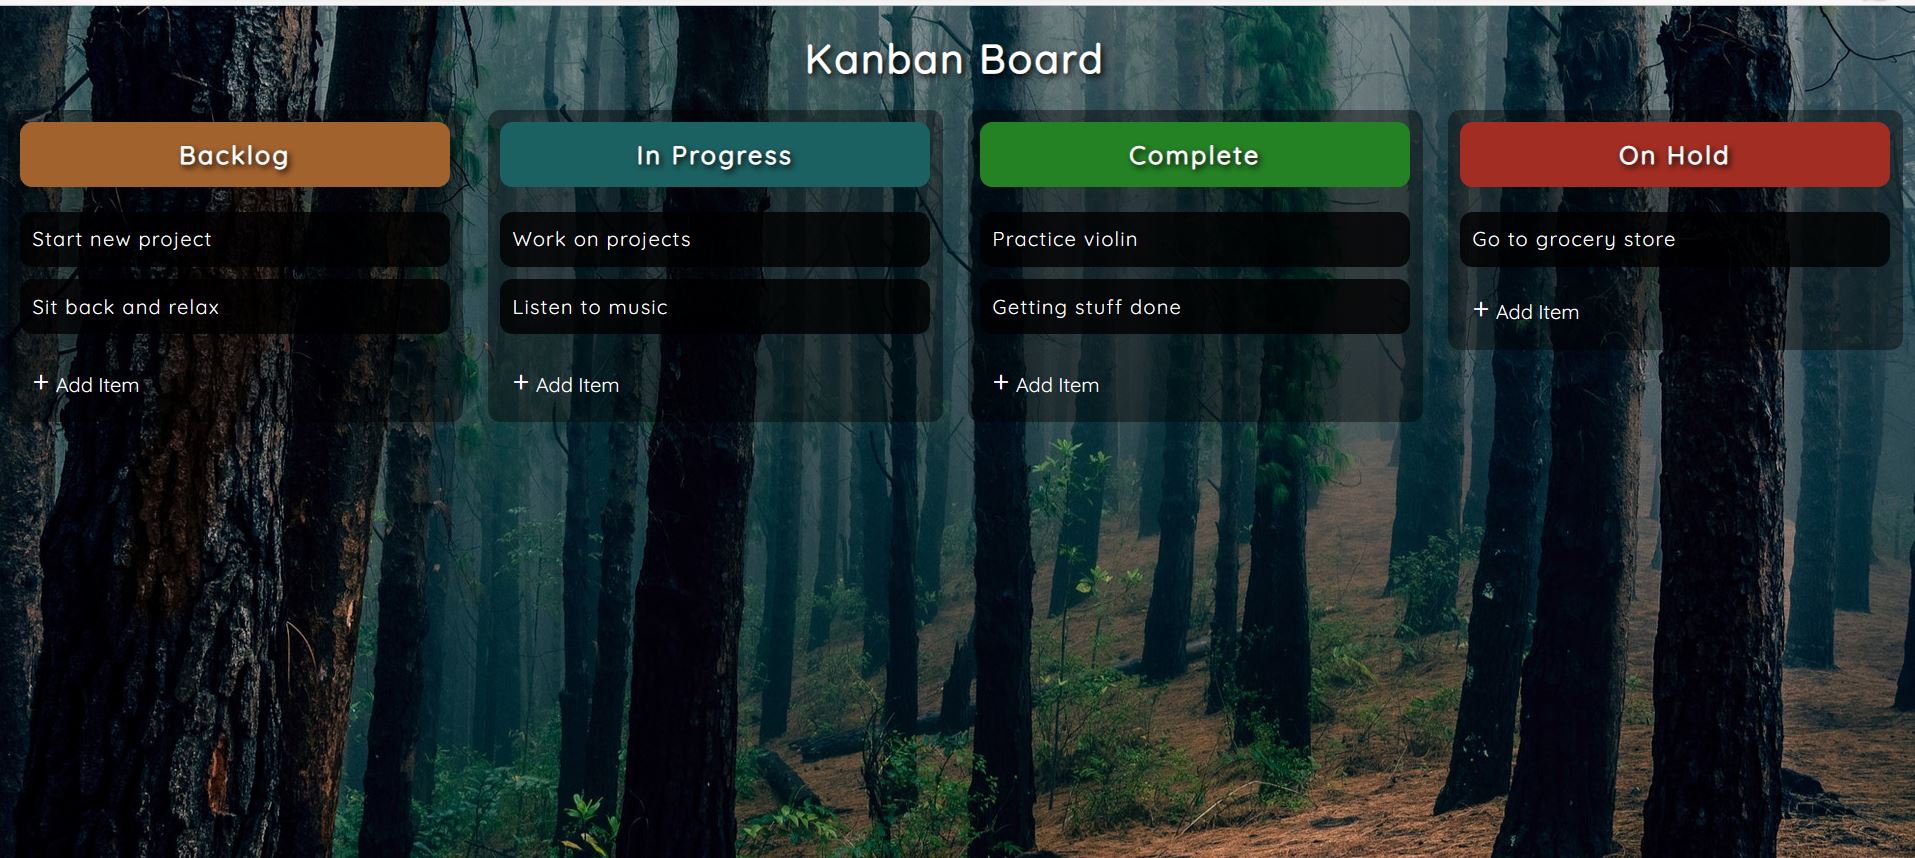 Kanban Board
Backlog
Start new project
Sit back and relax
+ Add Item
In Progress
Work on projects
Listen to music
+ Add Item
Complete
Practice violin
Getting stuff done
+ Add Item
On Hold
Go to grocery store
+ Add Item